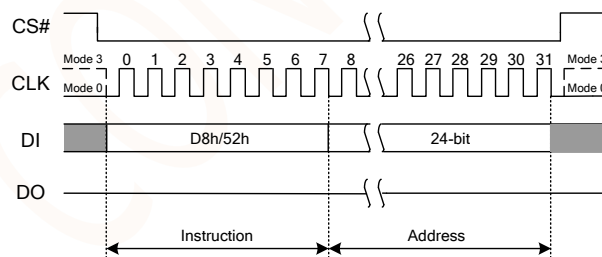 CS#
Mode 3 0 1 2 3 4 5 6 7 8 26 27 28 29 30 31 Mode 3
CLK
Mode 0 Mode 0
DI D8h/52h 24-bit
DO
Instruction Address